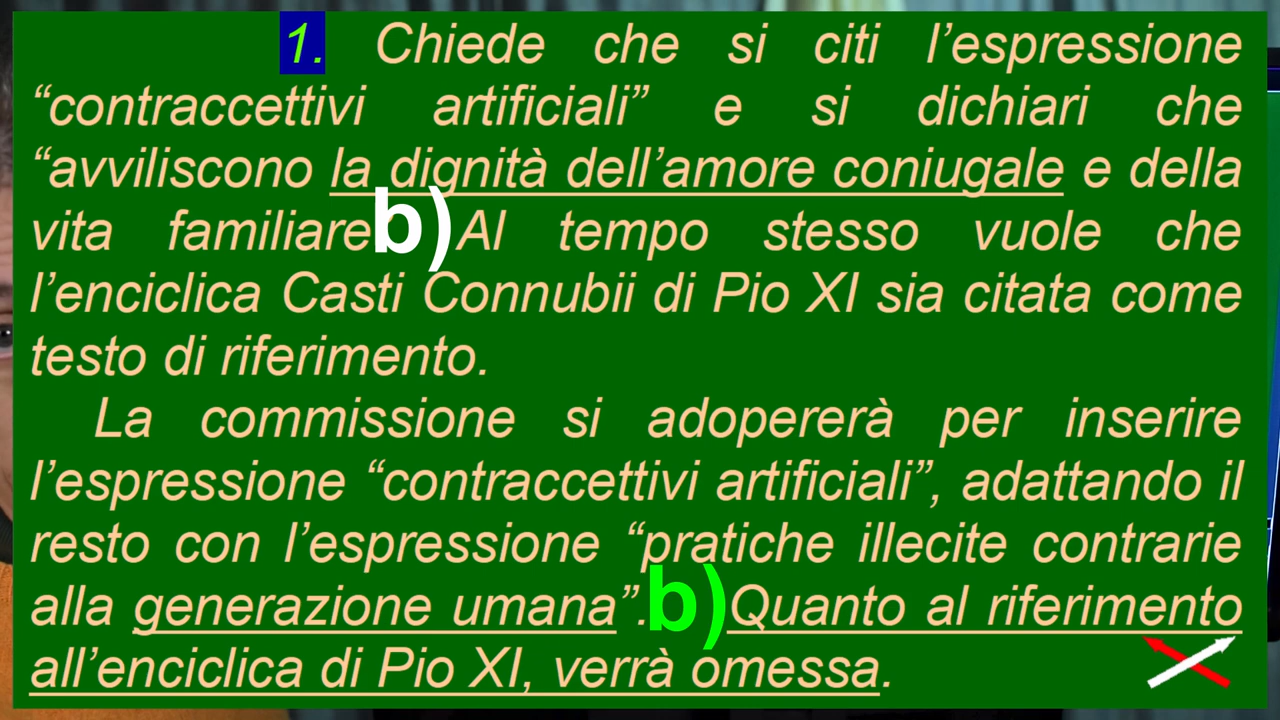 1. Chiede che si citi l’espressione
“contraccettivi artificiali” e si dichiari che
“avviliscono la dignità dell’amore coniugale e della
vita familiare b) Al tempo stesso vuole che
l’enciclica Casti Connubii di Pio XI sia citata come
testo di riferimento.
La commissione si adopererà per inserire
l’espressione “contraccettivi artificiali”, adattando il
resto con l’espressione “pratiche illecite contrarie
alla generazione umana”. b) Quanto al riferimento
all’enciclica di Pio XI, verrà omessa.